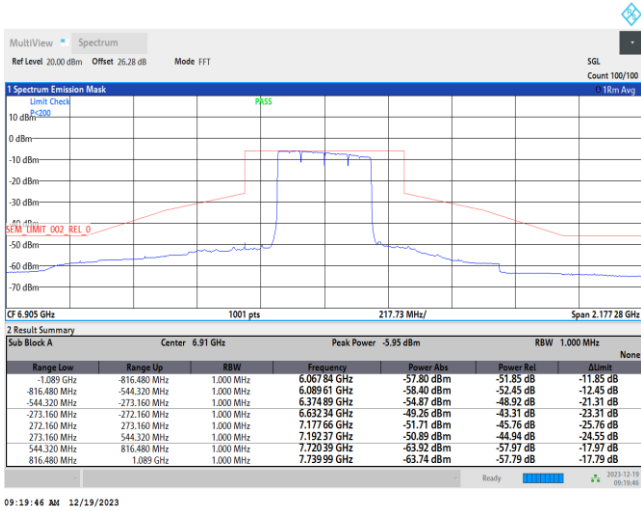 MultiView Spectrum
Ref Level 20.00 dBm Offset 26.28 dB Mode FFT SGL
Count 100/100
1 Spectrum Emission Mask 1Rm Avg
Limit Check PASS
P<200
10 dBm
0 dBm
-10 dBm
-20 dBm
-30 dBm
-40 dBm
SEM_LIMIT_002_REL_0
-50 dBm
-60 dBm
-70 dBm
CF 6.905 GHz 1001 pts 217.73 MHz/ Span 2.177 28 GHz
2 Result Summary
Sub Block A Center 6.91 GHz Peak Power -5.95 dBm RBW 1.000 MHz
None
Range Low Range Up RBW Frequency Power Abs Power Rel ΔLimit
-1.089 GHz -816.480 MHz 1.000 MHz 6.067 84 GHz -57.80 dBm -51.85 dB -11.85 dB
-816.480 MHz -544.320 MHz 1.000 MHz 6.089 61 GHz -58.40 dBm -52.45 dB -12.45 dB
-544.320 MHz -273.160 MHz 1.000 MHz 6.374 89 GHz -54.87 dBm -48.92 dB -21.31 dB
-273.160 MHz -272.160 MHz 1.000 MHz 6.632 34 GHz -49.26 dBm -43.31 dB -23.31 dB
272.160 MHz 273.160 MHz 1.000 MHz 7.177 66 GHz -51.71 dBm -45.76 dB -25.76 dB
273.160 MHz 544.320 MHz 1.000 MHz 7.192 37 GHz -50.89 dBm -44.94 dB -24.55 dB
544.320 MHz 816.480 MHz 1.000 MHz 7.720 39 GHz -63.92 dBm -57.97 dB -17.97 dB
816.480 MHz 1.089 GHz 1.000 MHz 7.739 99 GHz -63.74 dBm -57.79 dB -17.79 dB
Ready 2023-12-19
09:19:46
09:19:46 AM 12/19/2023